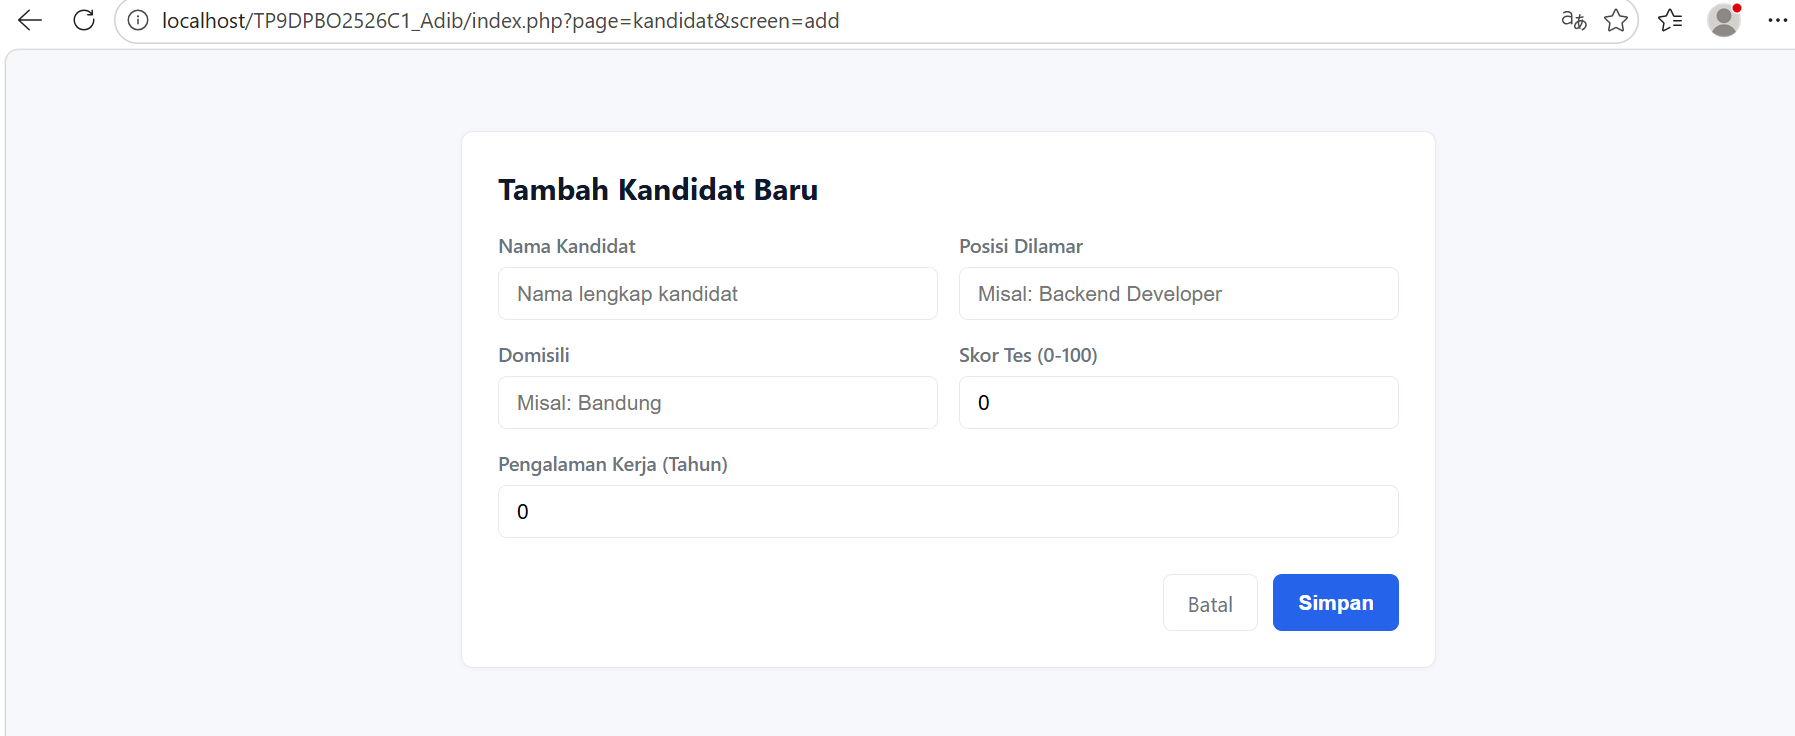 localhost/TP9DPBO2526C1_Adib/index.php?page=kandidat&screen=add
Tambah Kandidat Baru
Nama Kandidat
Posisi Dilamar
Nama lengkap kandidat
Misal: Backend Developer
Domisili
Skor Tes (0-100)
Misal: Bandung
0
Pengalaman Kerja (Tahun)
0
Batal
Simpan